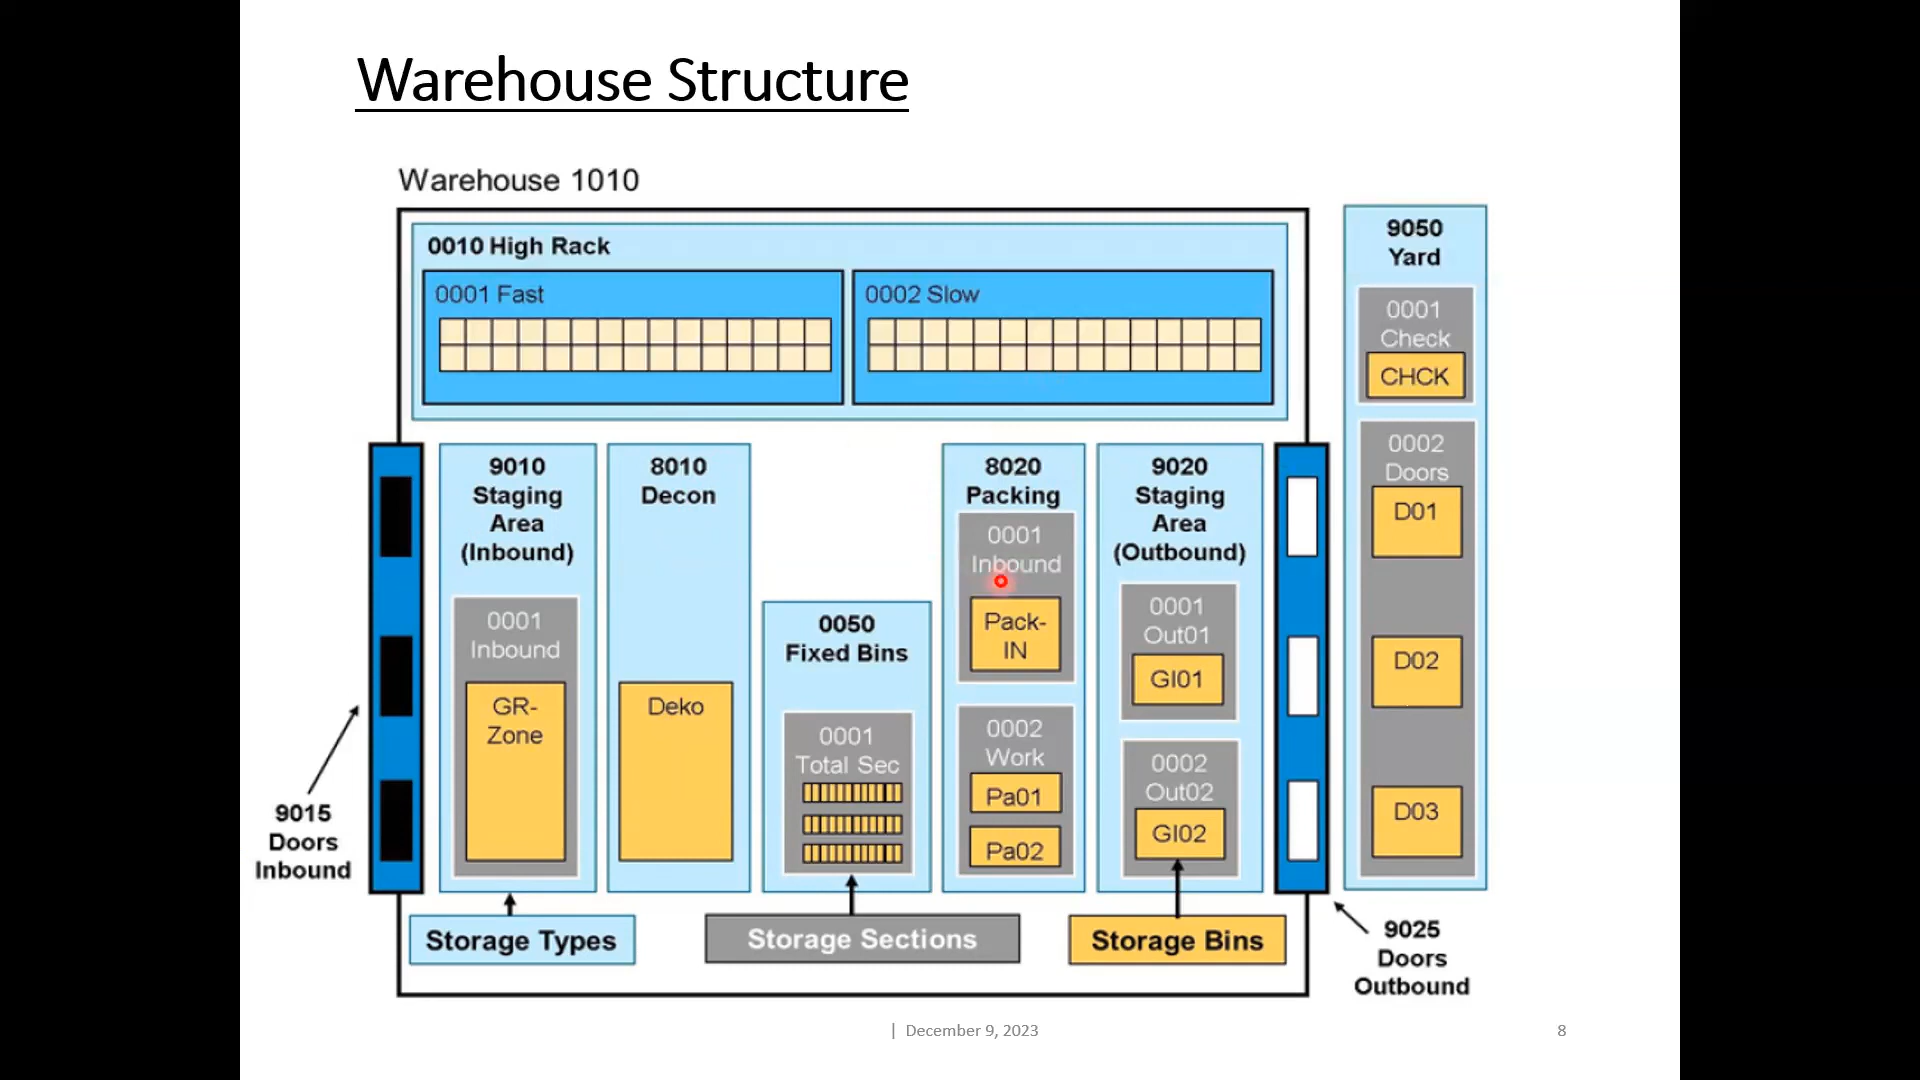 Warehouse Structure
Warehouse 1010
0010 High Rack
0001 Fast
0002 Slow
9050
Yard
0001
Check
CHCK
0002
Doors
D01
D02
D03
9015
Doors
Inbound
9010
Staging
Area
(Inbound)
0001
Inbound
GR-
Zone
8010
Decon
Deko
0050
Fixed Bins
0001
Total Sec
8020
Packing
0001
Inbound
Pack-
IN
0002
Work
Pa01
Pa02
9020
Staging
Area
(Outbound)
0001
Out01
GI01
0002
Out02
GI02
Storage Types
Storage Sections
Storage Bins
9025
Doors
Outbound
| December 9, 2023
8